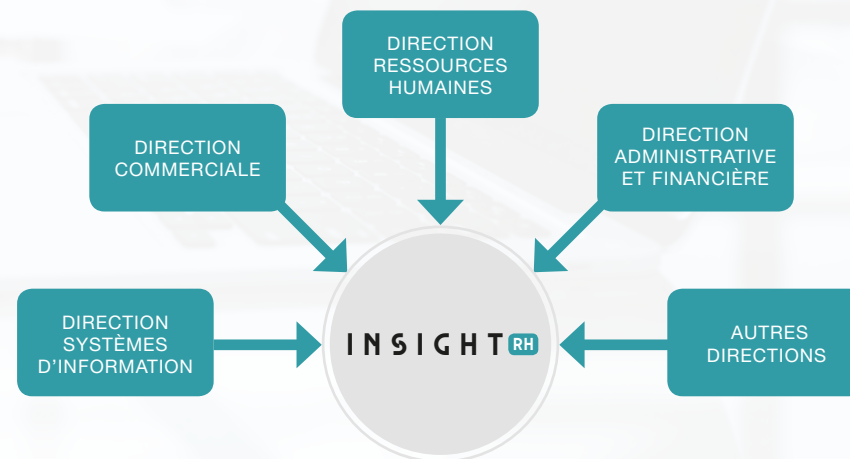 DIRECTION
RESSOURCES
HUMAINES
DIRECTION
COMMERCIALE
DIRECTION
ADMINISTRATIVE
ET FINANCIÈRE
DIRECTION
SYSTÈMES
D'INFORMATION
INSIGHT RH
AUTRES
DIRECTIONS